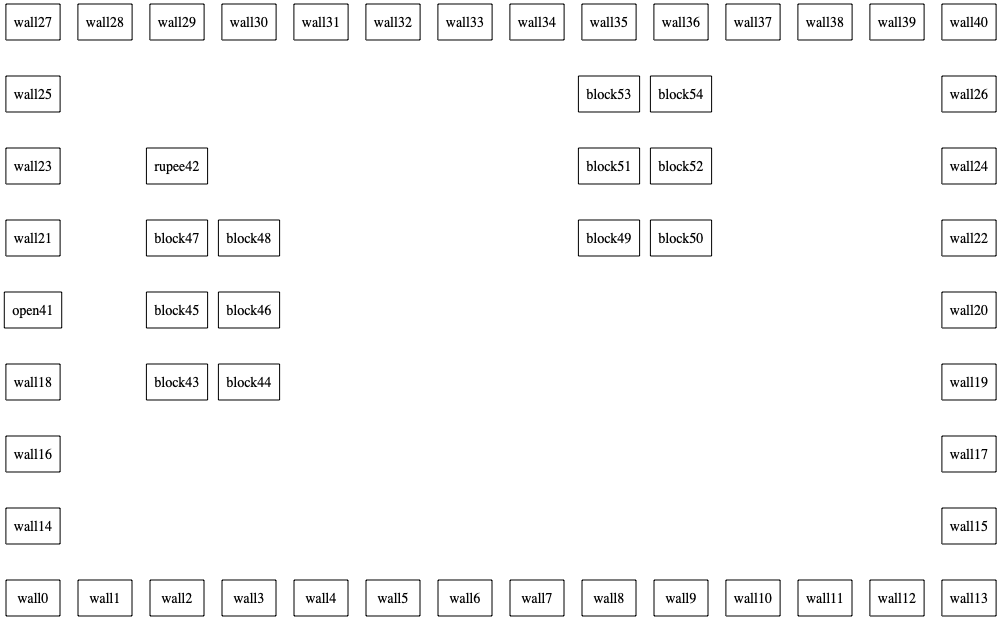 wall27 wall28 wall29 wall30 wall31 wall32 wall33 wall34 wall35 wall36 wall37 wall38 wall39 wall40
wall25 block53 block54 wall26
wall23 rupee42 block51 block52 wall24
wall21 block47 block48 block49 block50 wall22
open41 block45 block46 wall20
wall18 block43 block44 wall19
wall16 wall17
wall14 wall15
wall0 wall1 wall2 wall3 wall4 wall5 wall6 wall7 wall8 wall9 wall10 wall11 wall12 wall13